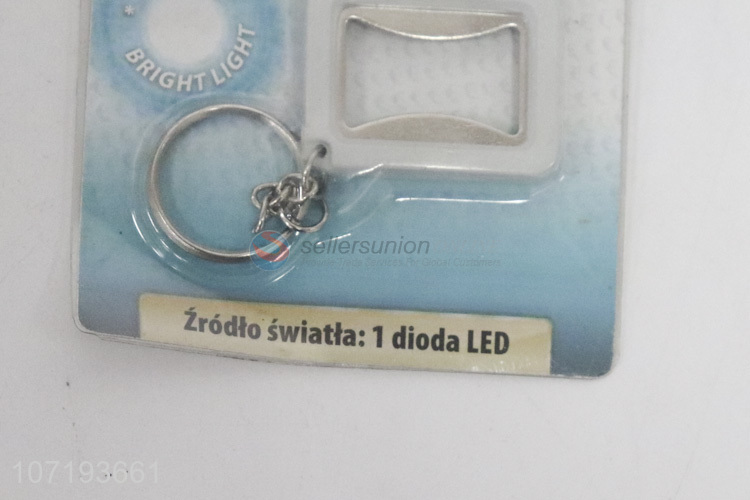 * BRIGHT LIGHT
sellersunion
Źródło światła: 1 dioda LED
107193661